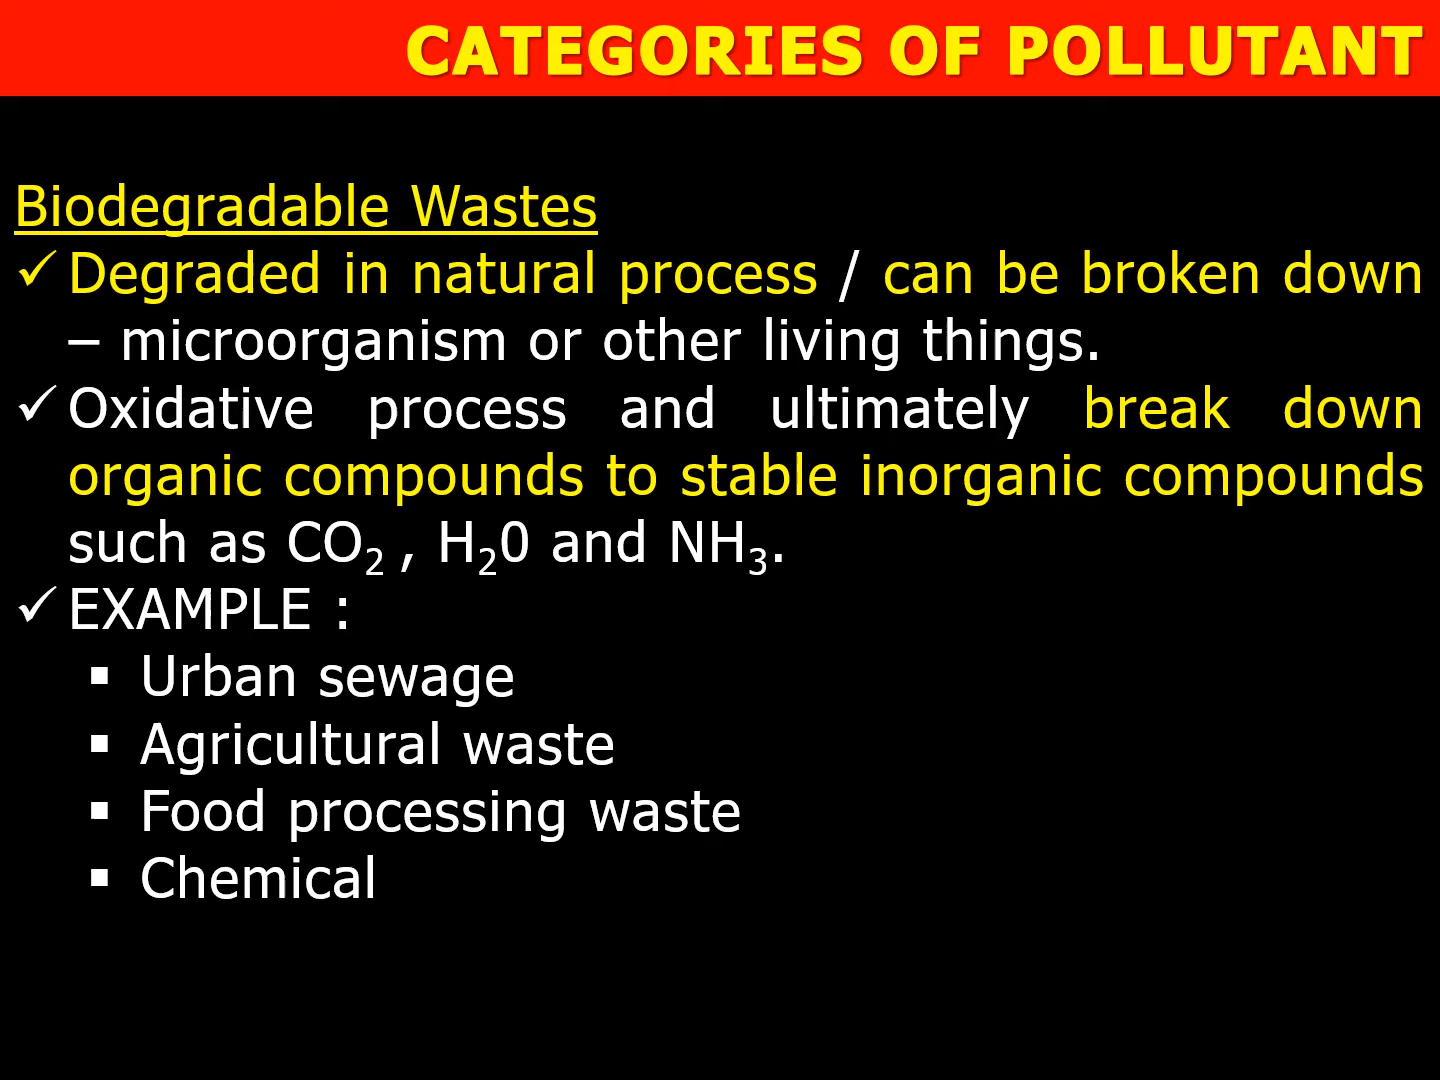 CATEGORIES OF POLLUTANT
Biodegradable Wastes
✓ Degraded in natural process / can be broken down
– microorganism or other living things.
✓ Oxidative process and ultimately break down
organic compounds to stable inorganic compounds
such as CO₂ , H₂0 and NH₃.
✓ EXAMPLE :
▪ Urban sewage
▪ Agricultural waste
▪ Food processing waste
▪ Chemical